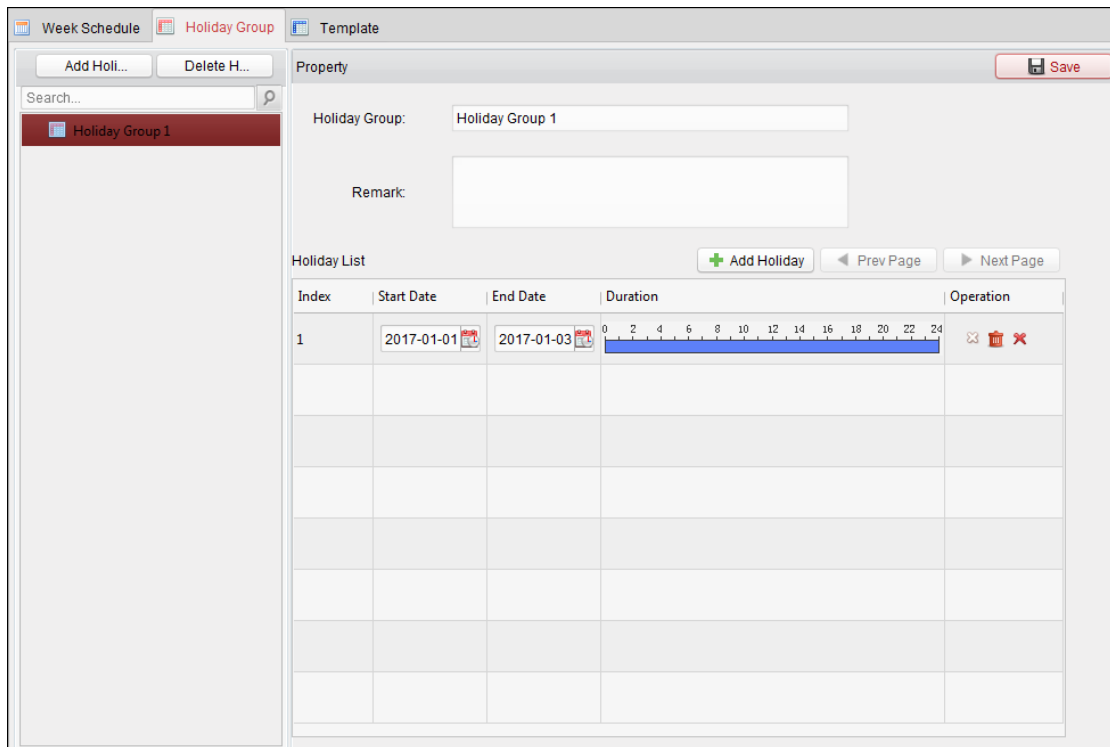 Week Schedule Holiday Group Template
Add Holi... Delete H...
Search...
Holiday Group 1
Property Save
Holiday Group: Holiday Group 1
Remark:
Holiday List Add Holiday Prev Page Next Page
Index Start Date End Date Duration Operation
0 2 4 6 8 10 12 14 16 18 20 22 24
1 2017-01-01 2017-01-03